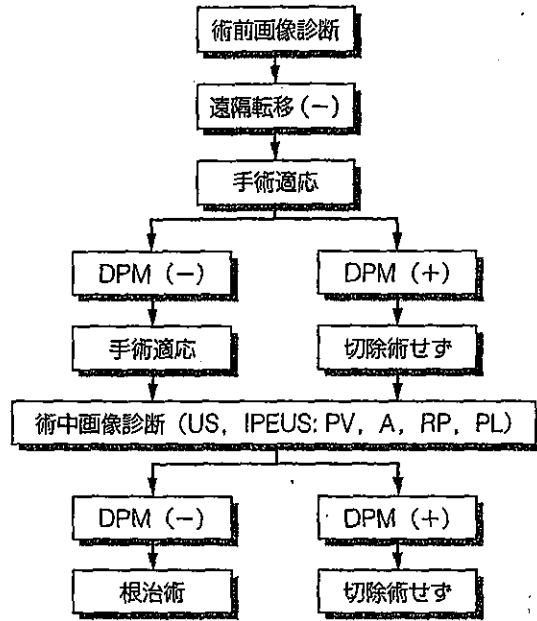 術前画像診断
遠隔転移(−)
手術適応
DPM(−)
DPM(+)
手術適応
切除術せず
術中画像診断(US, IPEUS: PV, A, RP, PL)
DPM(−)
DPM(+)
根治術
切除術せず